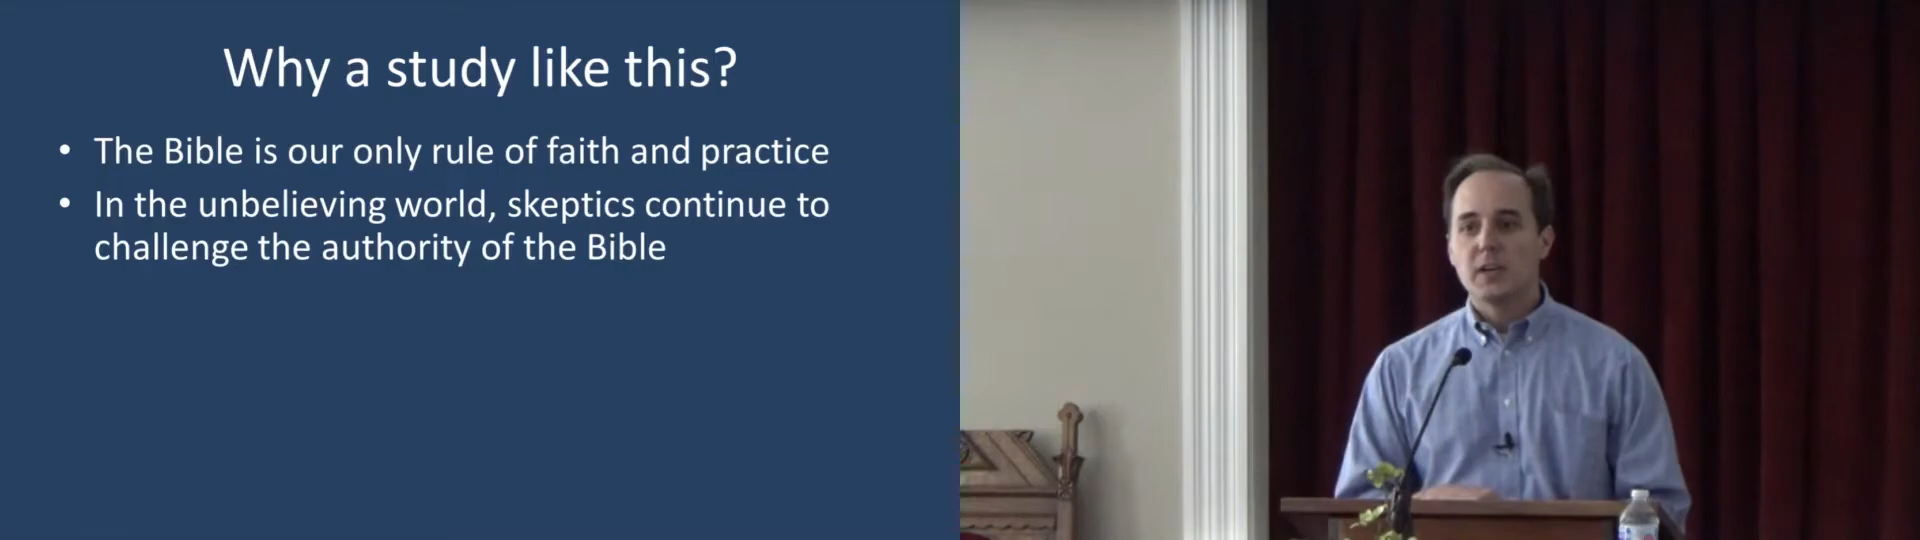 Why a study like this?
• The Bible is our only rule of faith and practice
• In the unbelieving world, skeptics continue to
challenge the authority of the Bible